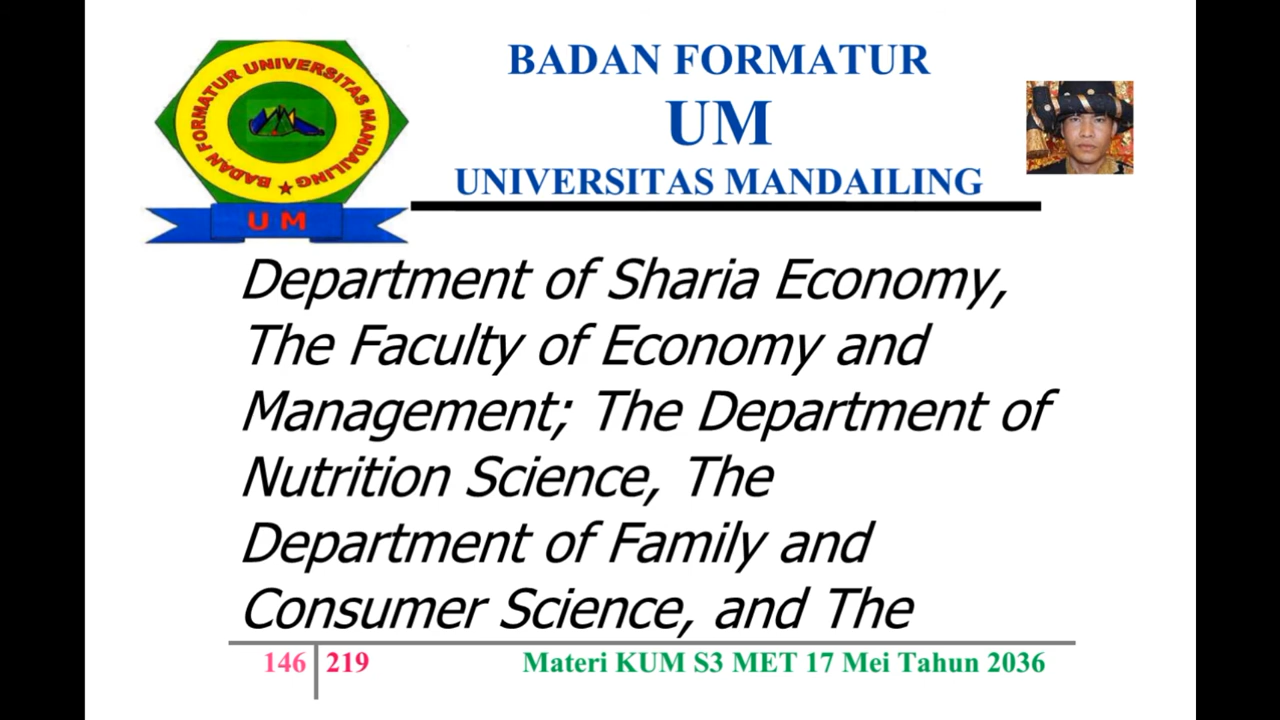 BADAN FORMATUR UNIVERSITAS MANDAILING
UM
BADAN FORMATUR
UM
UNIVERSITAS MANDAILING
Department of Sharia Economy,
The Faculty of Economy and
Management; The Department of
Nutrition Science, The
Department of Family and
Consumer Science, and The
146 219 Materi KUM S3 MET 17 Mei Tahun 2036